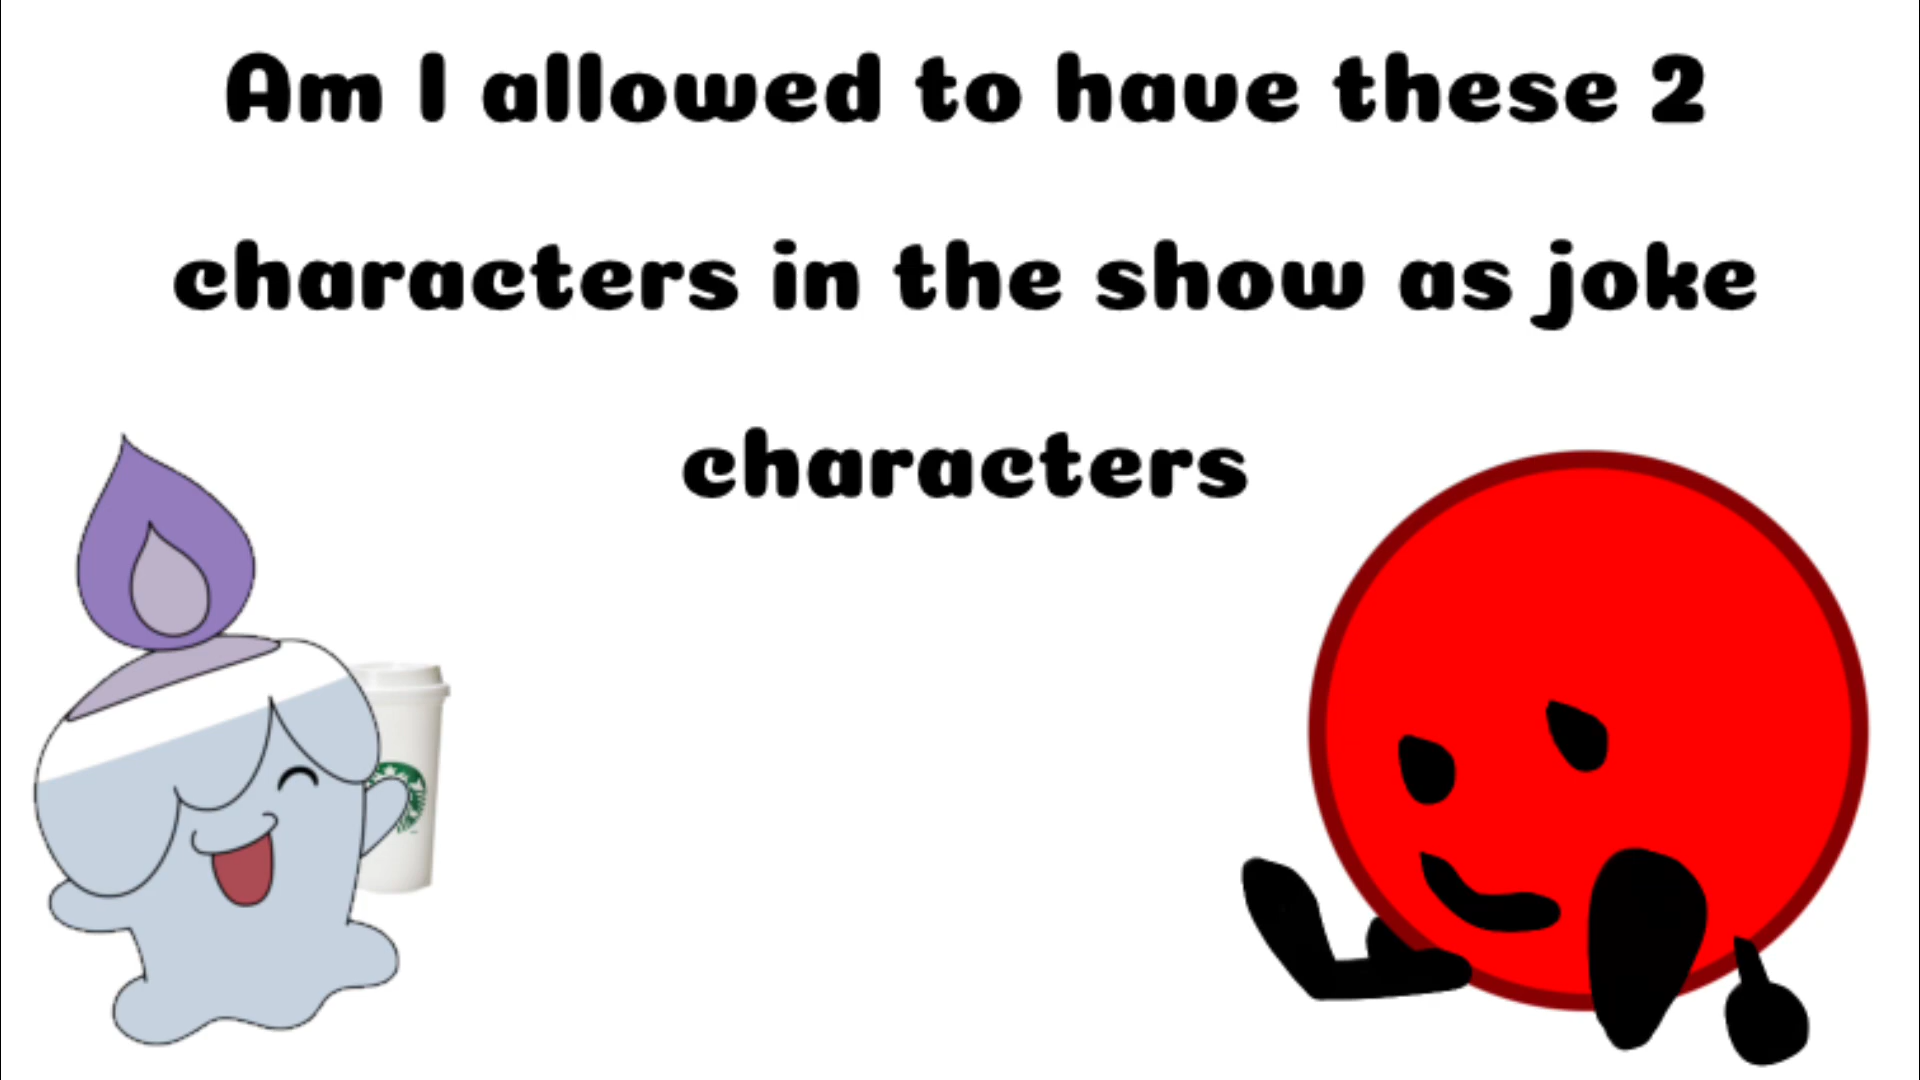 Am I allowed to have these 2
characters in the show as joke
characters